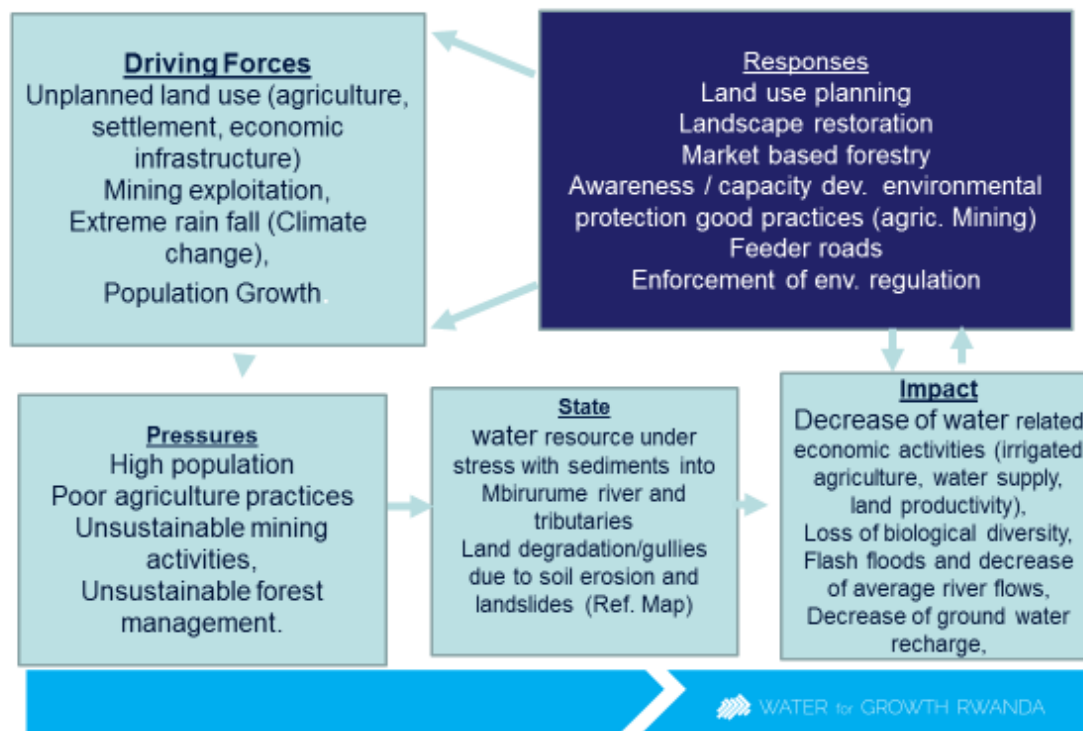 Driving Forces
Unplanned land use (agriculture,
settlement, economic
infrastructure)
Mining exploitation,
Extreme rain fall (Climate
change),
Population Growth.
Responses
Land use planning
Landscape restoration
Market based forestry
Awareness / capacity dev. environmental
protection good practices (agric. Mining)
Feeder roads
Enforcement of env. regulation
Pressures
High population
Poor agriculture practices
Unsustainable mining
activities,
Unsustainable forest
management.
State
water resource under
stress with sediments into
Mbirurume river and
tributaries
Land degradation/gullies
due to soil erosion and
landslides (Ref. Map)
Impact
Decrease of water related
economic activities (irrigated
agriculture, water supply,
land productivity),
Loss of biological diversity,
Flash floods and decrease
of average river flows,
Decrease of ground water
recharge,
WATER for GROWTH RWANDA